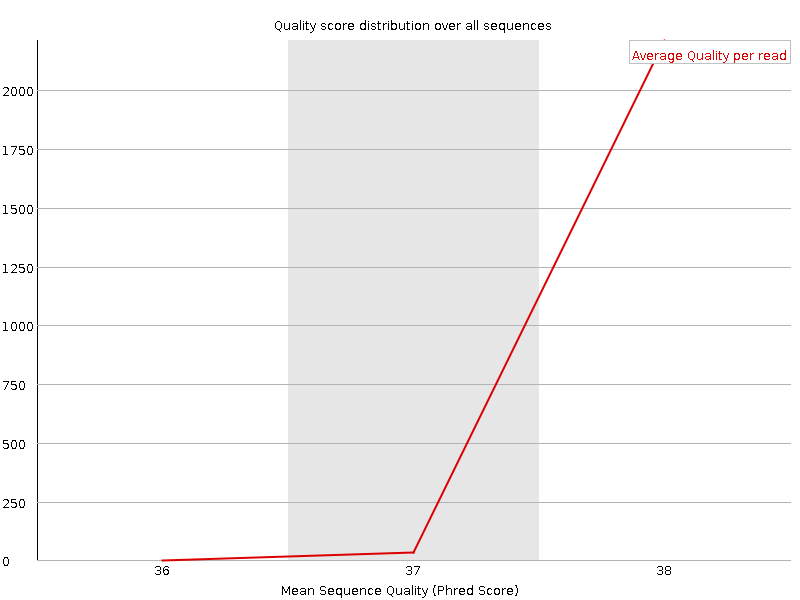 Quality score distribution over all sequences
Average Quality per read
2000
1750
1500
1250
1000
750
500
250
0
36 37 38
Mean Sequence Quality (Phred Score)